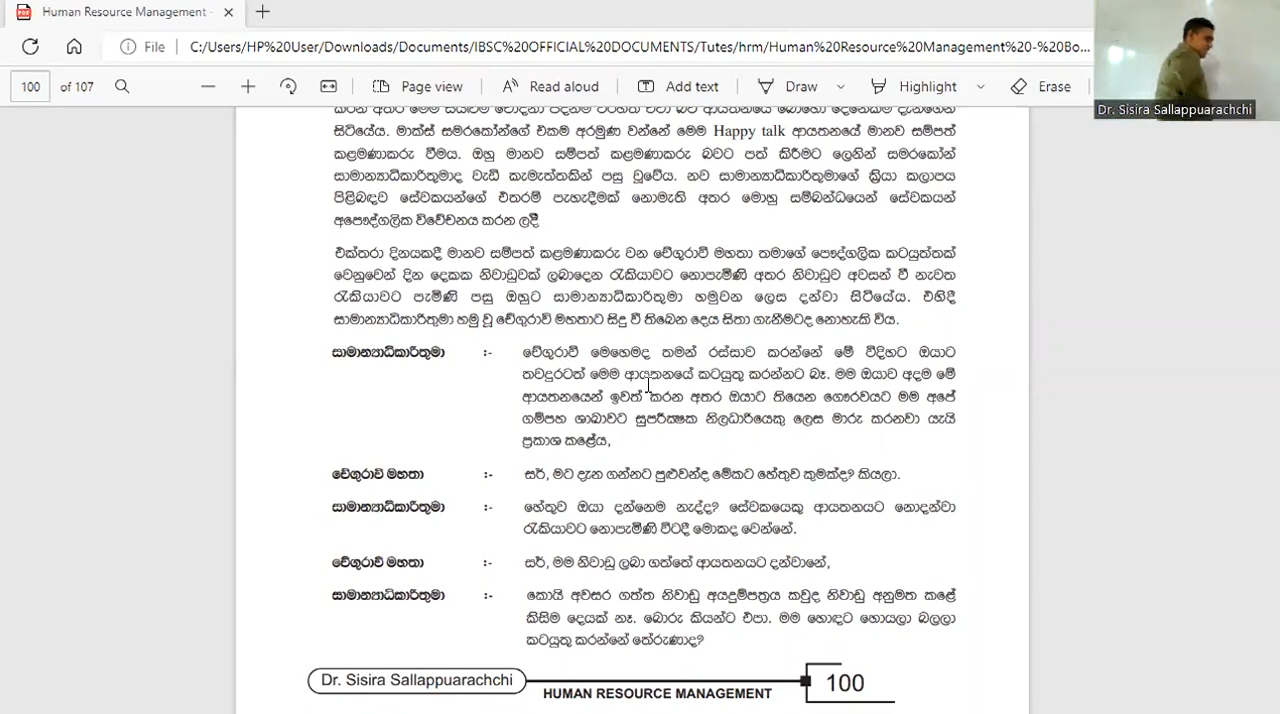 Human Resource Management -
File
C:/Users/HP%20User/Downloads/Documents/IBSC%20OFFICIAL%20DOCUMENTS/Tutes/hrm/Human%20Resource%20Management%20-%20Bo...
100 of 107
Page view
Read aloud
Add text
Draw
Highlight
Erase
Dr. Sisira Sallappuarachchi
සිටියේය. මාක්ස් සමරකෝන්ගේ එකම අරමුණ වන්නේ මෙම Happy talk ආයතනයේ මානව සම්පත්
කළමණාකරු වීමය. ඔහු මානව සම්පත් කළමණාකරු බවට පත් කිරීමට ලෙනින් සමරකෝන්
සාමාන්‍යාධිකාරිතුමාද වැඩි කැමැත්තකින් පසු වූවේය. නව සාමාන්‍යාධිකාරිතුමාගේ ක්‍රියා කලාපය
පිළිබඳව සේවකයන්ගේ එතරම් පැහැදීමක් නොමැති අතර මොහු සම්බන්ධයෙන් සේවකයන්
අපෞද්ගලික විවේචනය කරන ලදී
එක්තරා දිනයකදී මානව සම්පත් කළමණාකරු වන චේගුරාවි මහතා තමාගේ පෞද්ගලික කටයුත්තක්
වෙනුවෙන් දින දෙකක නිවාඩුවක් ලබාදෙන රැකියාවට නොපැමිණි අතර නිවාඩුව අවසන් වී නැවත
රැකියාවට පැමිණි පසු ඔහුට සාමාන්‍යාධිකාරිතුමා හමුවන ලෙස දන්වා සිටියේය. එහිදී
සාමාන්‍යාධිකාරිතුමා හමු වූ චේගුරාවි මහතාට සිදු වී තිබෙන දෙය සිතා ගැනීමටද නොහැකි විය.
සාමාන්‍යාධිකාරිතුමා :- චේගුරාවි මෙහෙමද තමන් රස්සාව කරන්නේ මේ විදිහට ඔයාට
තවදුරටත් මෙම ආයතනයේ කටයුතු කරන්නට බෑ. මම ඔයාව අදම මේ
ආයතනයෙන් ඉවත් කරන අතර ඔයාට තියෙන ගෞරවයට මම අපේ
ගම්පහ ශාඛාවට සුපරීක්‍ෂක නිලධාරියෙකු ලෙස මාරු කරනවා යැයි
ප්‍රකාශ කළේය,
චේගුරාවි මහතා :- සර්, මට දැන ගන්නට පුළුවන්ද මේකට හේතුව කුමක්ද? කියලා.
සාමාන්‍යාධිකාරිතුමා :- හේතුව ඔයා දන්නෙම නැද්ද? සේවකයෙකු ආයතනයට නොදන්වා
රැකියාවට නොපැමිණි විටදී මොකද වෙන්නේ.
චේගුරාවි මහතා :- සර්, මම නිවාඩු ලබා ගත්තේ ආයතනයට දන්වානේ,
සාමාන්‍යාධිකාරිතුමා :- කොයි අවසර ගත්ත නිවාඩු අයදුම්පත්‍රය කවුද නිවාඩු අනුමත කළේ
කිසිම දෙයක් නෑ. බොරු කියන්ට එපා. මම හොඳට හොයලා බලලා
කටයුතු කරන්නේ තේරුණාද?
Dr. Sisira Sallappuarachchi
HUMAN RESOURCE MANAGEMENT
100